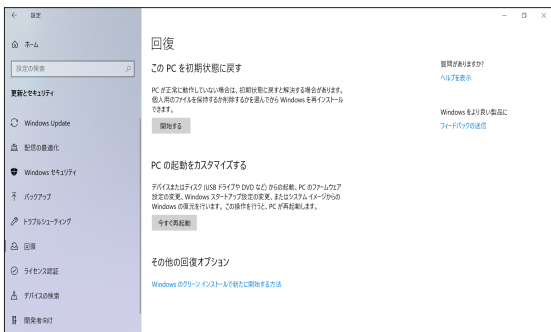 設定
ホーム
設定の検索
更新とセキュリティ
Windows Update
配信の最適化
Windows セキュリティ
バックアップ
トラブルシューティング
回復
ライセンス認証
デバイスの検索
開発者向け
回復
この PC を初期状態に戻す
PC が正常に動作していない場合は、初期状態に戻すと解決する場合があります。
個人用のファイルを保持するか削除するかを選んでから Windows を再インストール
できます。
開始する
PC の起動をカスタマイズする
デバイスまたはディスク (USB ドライブや DVD など) からの起動、PC のファームウェア
設定の変更、Windows スタートアップ設定の変更、またはシステム イメージからの
Windows の復元を行います。この操作を行うと、PC が再起動します。
今すぐ再起動
その他の回復オプション
Windows のクリーン インストールで新たに開始する方法
質問がありますか?
ヘルプを表示
Windows をより良い製品に
フィードバックの送信